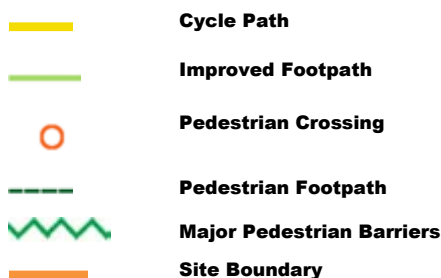 Cycle Path
Improved Footpath
Pedestrian Crossing
Pedestrian Footpath
Major Pedestrian Barriers
Site Boundary